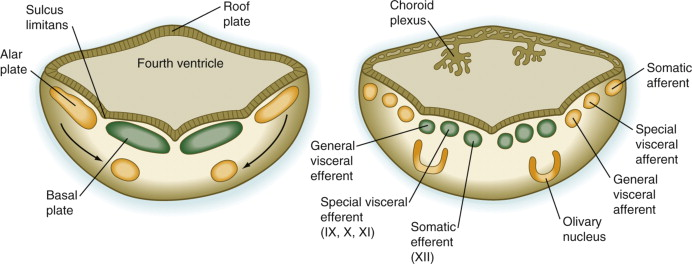 Sulcus
limitans
Roof
plate
Alar
plate
Fourth ventricle
Basal
plate
Choroid
plexus
Somatic
afferent
Special
visceral
afferent
General
visceral
afferent
Olivary
nucleus
General
visceral
efferent
Special visceral
efferent
(IX, X, XI)
Somatic
efferent
(XII)